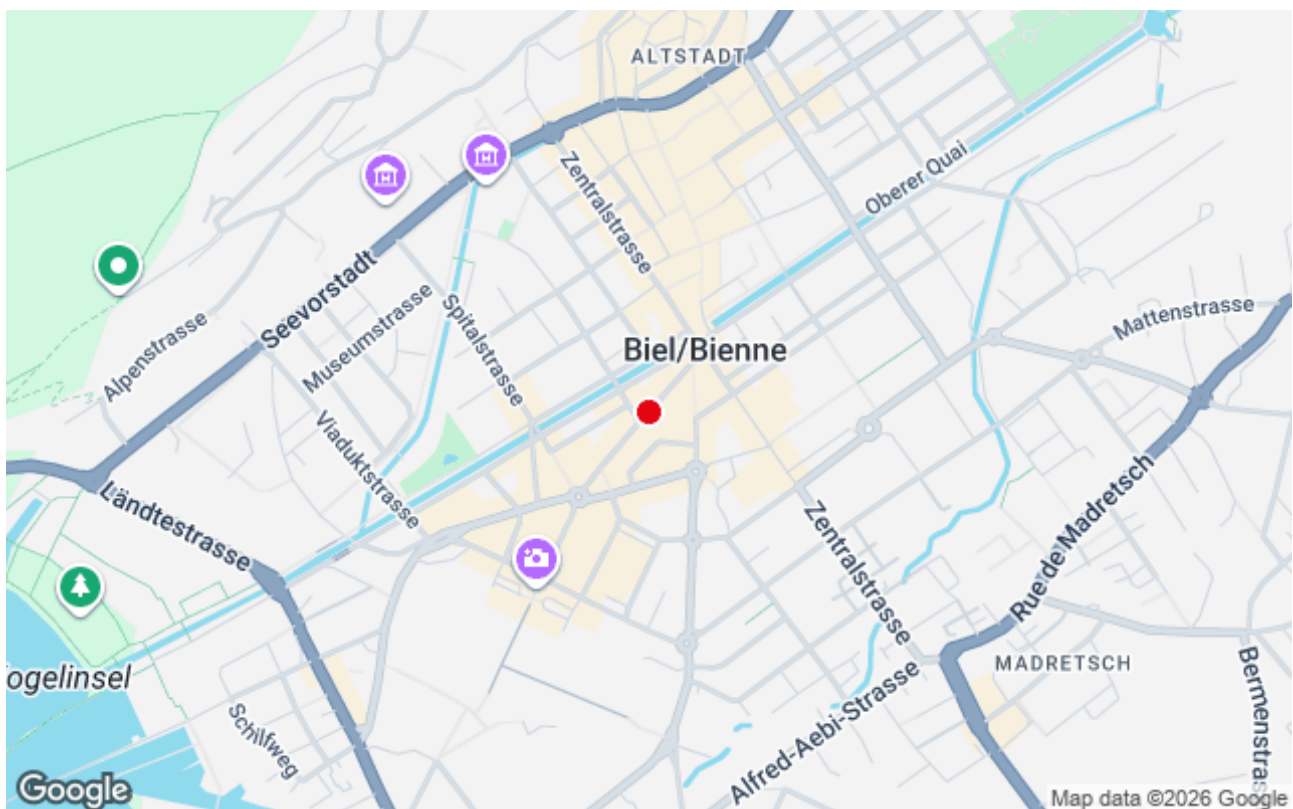 ALTSTADT
Zentralstrasse
Oberer Quai
Seevorstadt
Museumstrasse
Spitalstrasse
Alpenstrasse
Mattenstrasse
Biel/Bienne
Viaduktstrasse
Ländtestrasse
Zentralstrasse
Rue de Madretsch
ogelinsel
MADRETSCH
Bermenstras
Schilfweg
Alfred-Aebi-Strasse
Google
Map data ©2026 Google